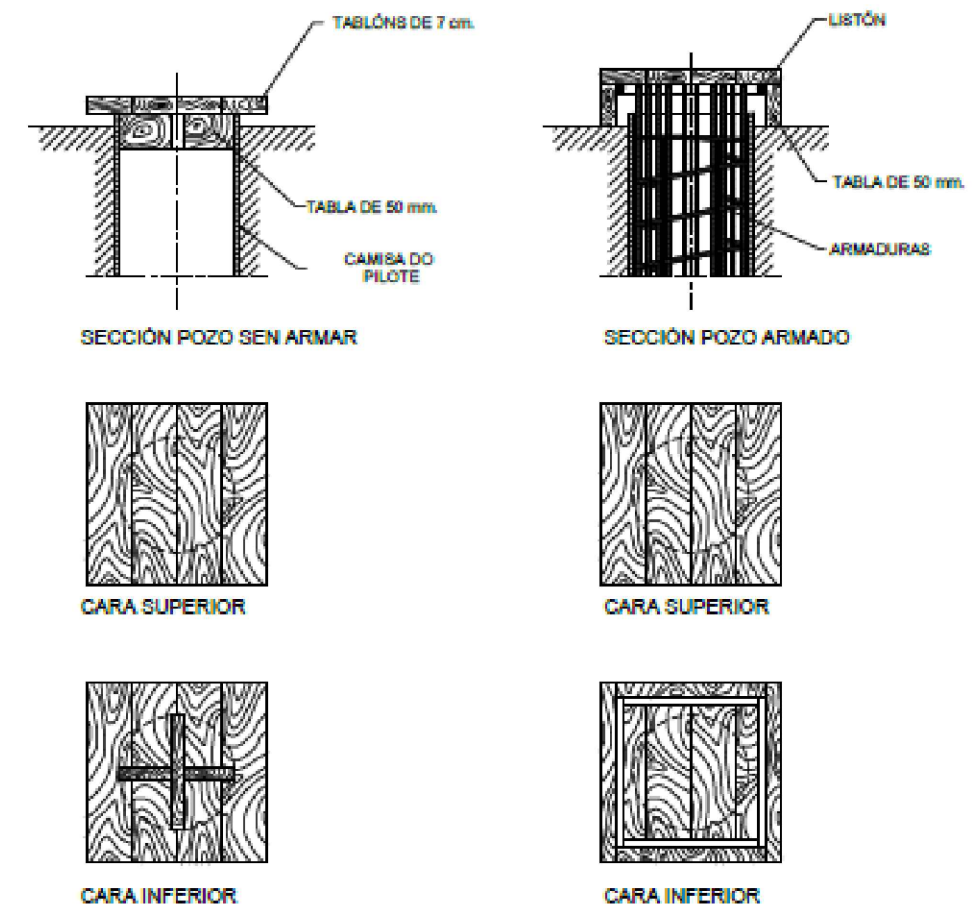 TABLÓNS DE 7 cm.
TABLA DE 50 mm.
CAMISA DO
PILOTE
SECCIÓN POZO SEN ARMAR
LISTÓN
TABLA DE 50 mm.
ARMADURAS
SECCIÓN POZO ARMADO
CARA SUPERIOR
CARA SUPERIOR
CARA INFERIOR
CARA INFERIOR